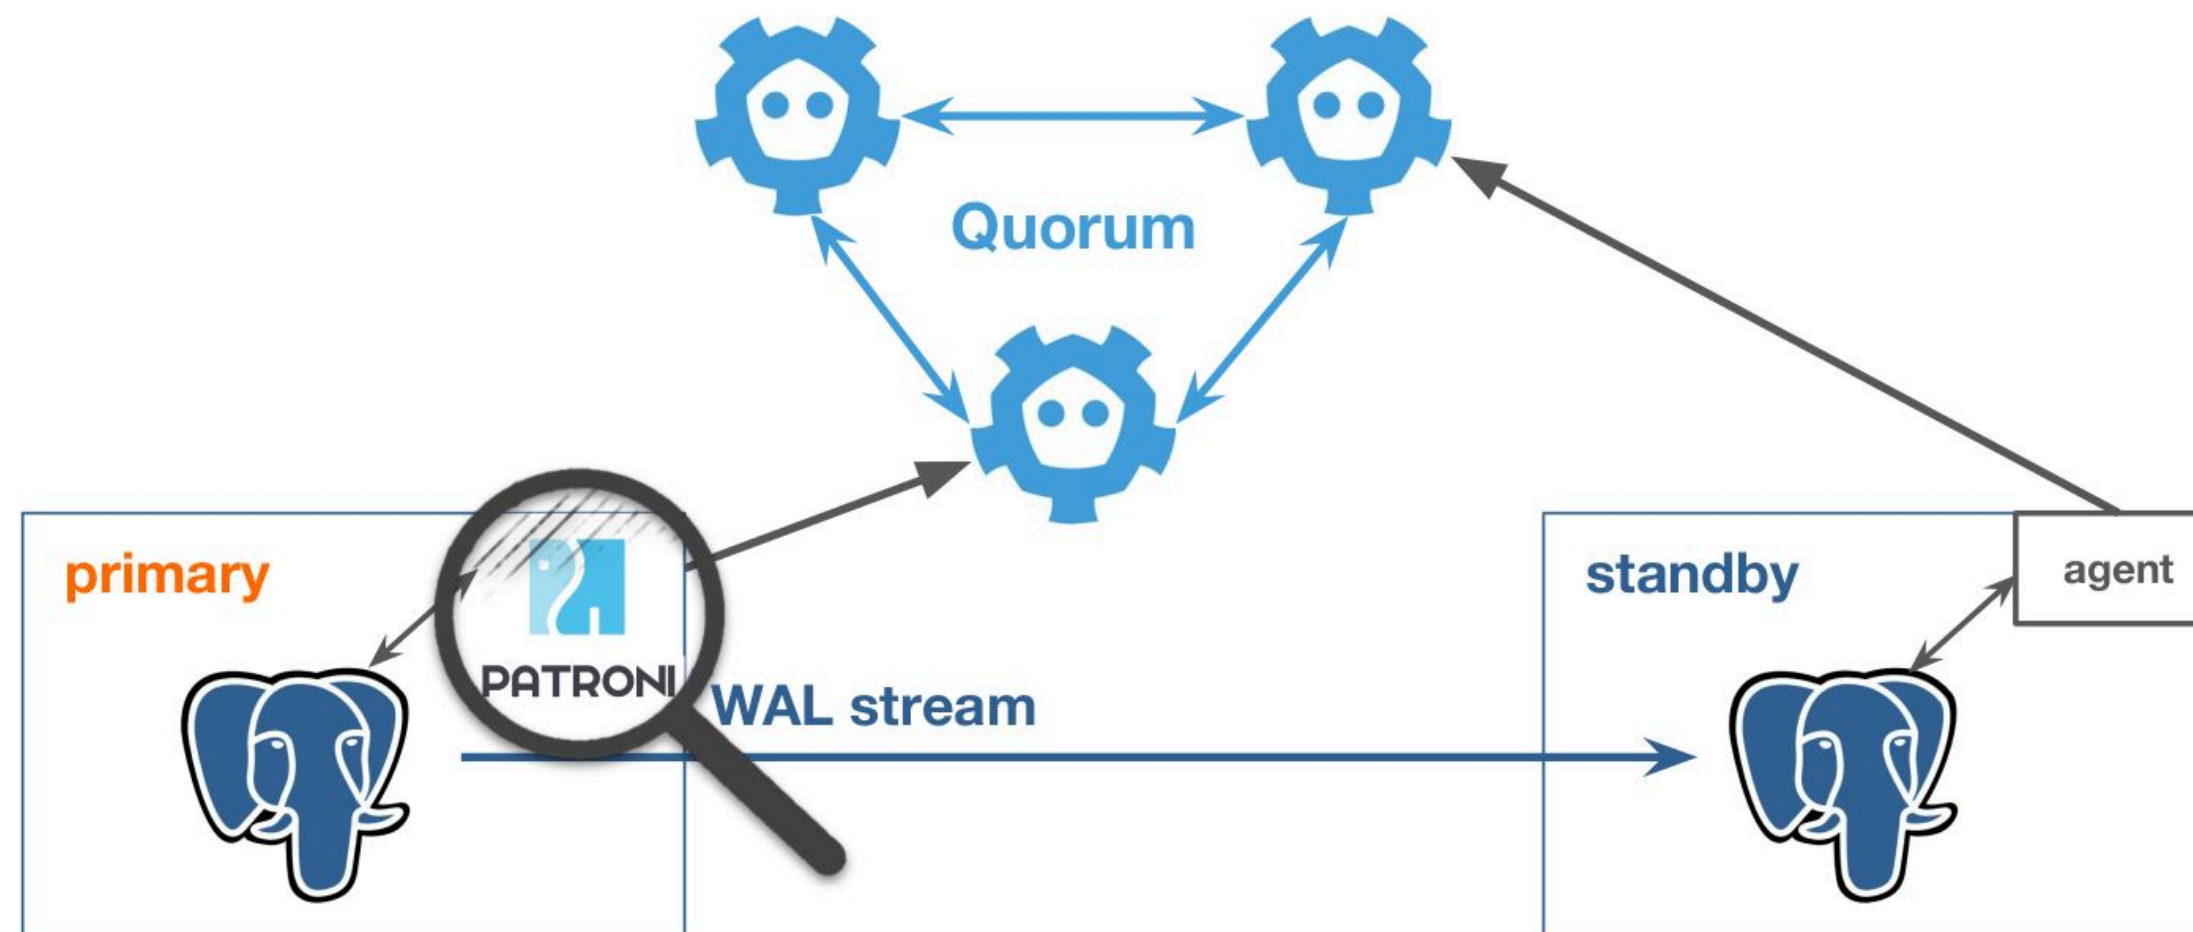 Quorum
primary
standby
agent
PATRONI
WAL stream